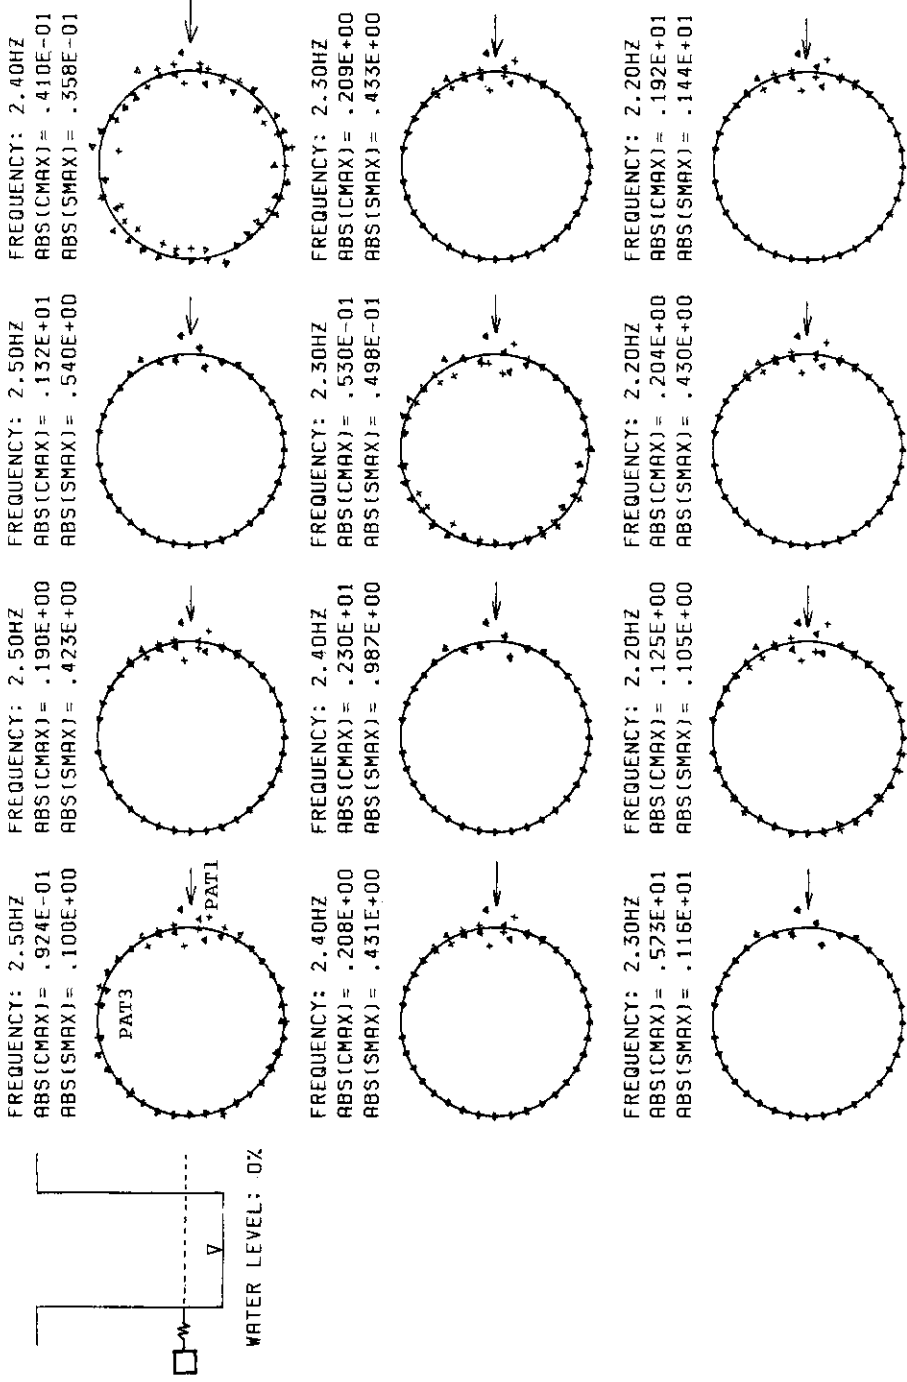 FREQUENCY: 2.50HZ
ABS(CMAX)= .924E-01
ABS(SMAX)= .100E+00
PAT3
PAT1
FREQUENCY: 2.50HZ
ABS(CMAX)= .190E+00
ABS(SMAX)= .423E+00
FREQUENCY: 2.50HZ
ABS(CMAX)= .132E+01
ABS(SMAX)= .540E+00
FREQUENCY: 2.40HZ
ABS(CMAX)= .410E-01
ABS(SMAX)= .358E-01
WATER LEVEL: 0%
FREQUENCY: 2.40HZ
ABS(CMAX)= .208E+00
ABS(SMAX)= .431E+00
FREQUENCY: 2.40HZ
ABS(CMAX)= .230E+01
ABS(SMAX)= .987E+00
FREQUENCY: 2.30HZ
ABS(CMAX)= .530E-01
ABS(SMAX)= .498E-01
FREQUENCY: 2.30HZ
ABS(CMAX)= .209E+00
ABS(SMAX)= .433E+00
FREQUENCY: 2.30HZ
ABS(CMAX)= .573E+01
ABS(SMAX)= .116E+01
FREQUENCY: 2.20HZ
ABS(CMAX)= .125E+00
ABS(SMAX)= .105E+00
FREQUENCY: 2.20HZ
ABS(CMAX)= .204E+00
ABS(SMAX)= .430E+00
FREQUENCY: 2.20HZ
ABS(CMAX)= .192E+01
ABS(SMAX)= .144E+01